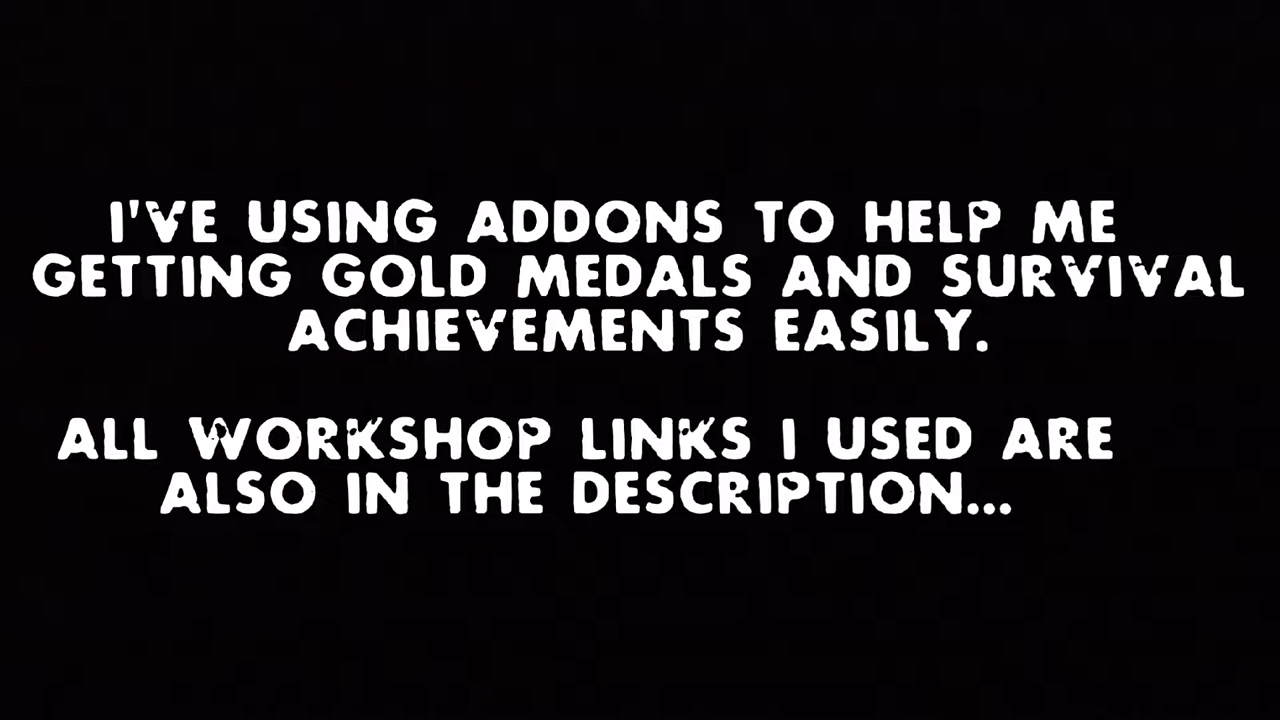 I'VE USING ADDONS TO HELP ME
GETTING GOLD MEDALS AND SURVIVAL
ACHIEVEMENTS EASILY.
ALL WORKSHOP LINKS I USED ARE
ALSO IN THE DESCRIPTION...